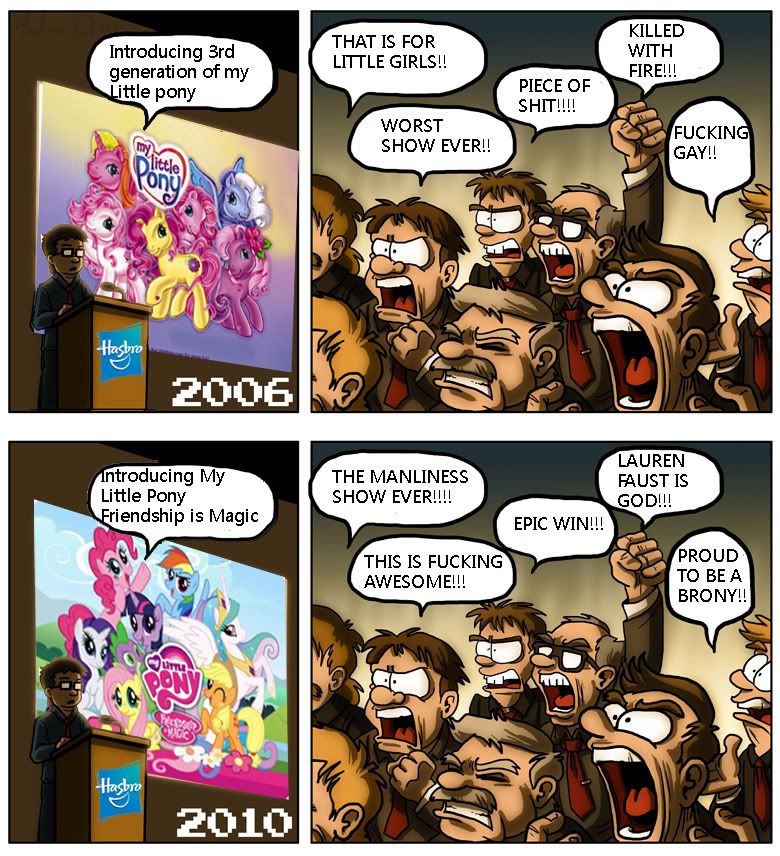 Introducing 3rd
generation of my
Little pony
my
little
Pony
Hasbro
2006
THAT IS FOR
LITTLE GIRLS!!
WORST
SHOW EVER!!
PIECE OF
SHIT!!!!
KILLED
WITH
FIRE!!!
FUCKING
GAY!!
Introducing My
Little Pony
Friendship is Magic
MY LITTLE
PONY
FRIENDSHIP
IS MAGIC
Hasbro
2010
THE MANLINESS
SHOW EVER!!!!
THIS IS FUCKING
AWESOME!!!
EPIC WIN!!!
LAUREN
FAUST IS
GOD!!!
PROUD
TO BE A
BRONY!!